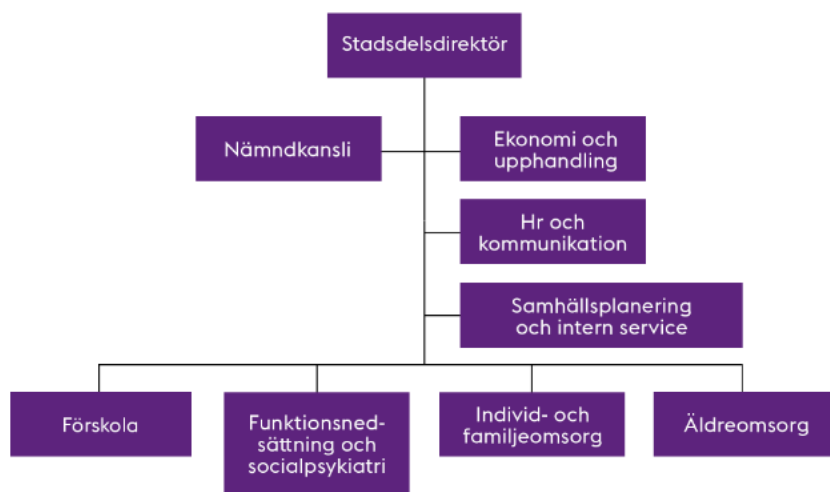 Stadsdelsdirektör
Nämndkansli
Ekonomi och
upphandling
Hr och
kommunikation
Samhällsplanering
och intern service
Förskola
Funktionsned-
sättning och
socialpsykiatri
Individ- och
familjeomsorg
Äldreomsorg